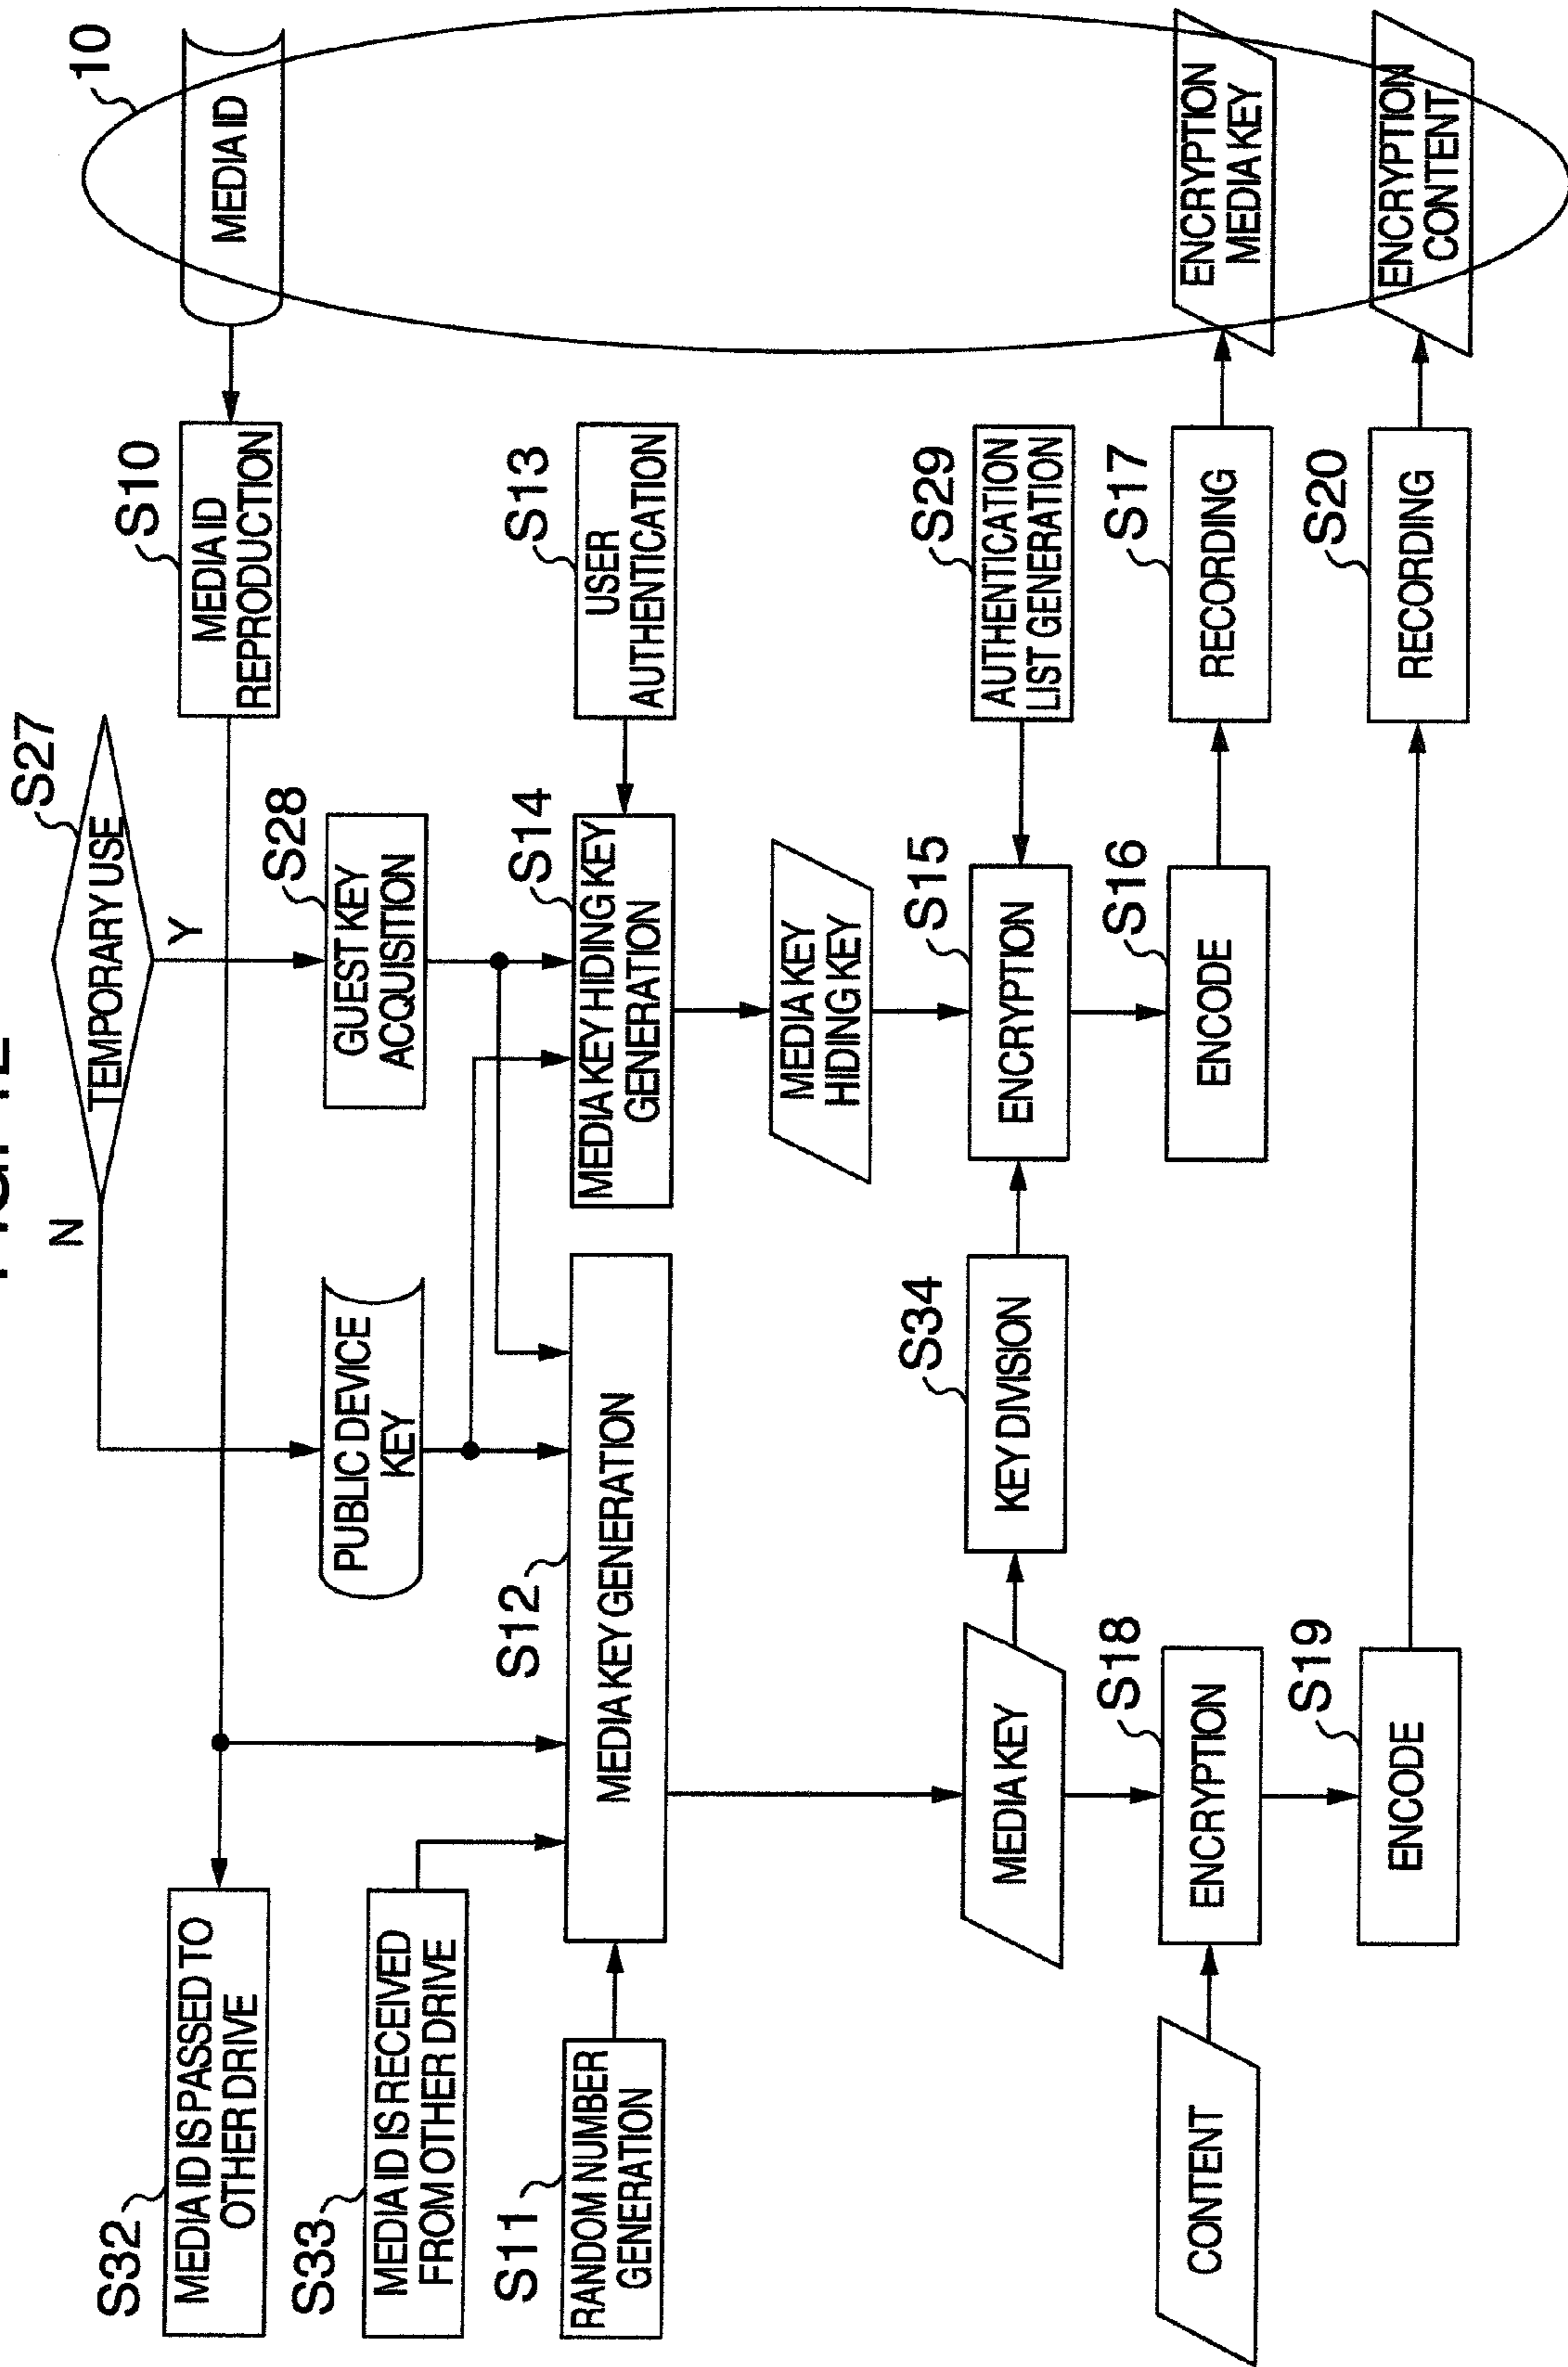 N
S27
TEMPORARY USE
Y
10
S32
MEDIA ID IS PASSED TO
OTHER DRIVE
S10
MEDIA ID
REPRODUCTION
MEDIA ID
S33
MEDIA ID IS RECEIVED
FROM OTHER DRIVE
PUBLIC DEVICE
KEY
S28
GUEST KEY
ACQUISITION
S11
RANDOM NUMBER
GENERATION
S12
MEDIA KEY GENERATION
S14
MEDIA KEY HIDING KEY
GENERATION
S13
USER
AUTHENTICATION
MEDIA KEY
HIDING KEY
MEDIA KEY
S34
KEY DIVISION
S15
ENCRYPTION
S29
AUTHENTICATION
LIST GENERATION
CONTENT
S18
ENCRYPTION
S16
ENCODE
S17
RECORDING
ENCRYPTION
MEDIA KEY
S19
ENCODE
S20
RECORDING
ENCRYPTION
CONTENT